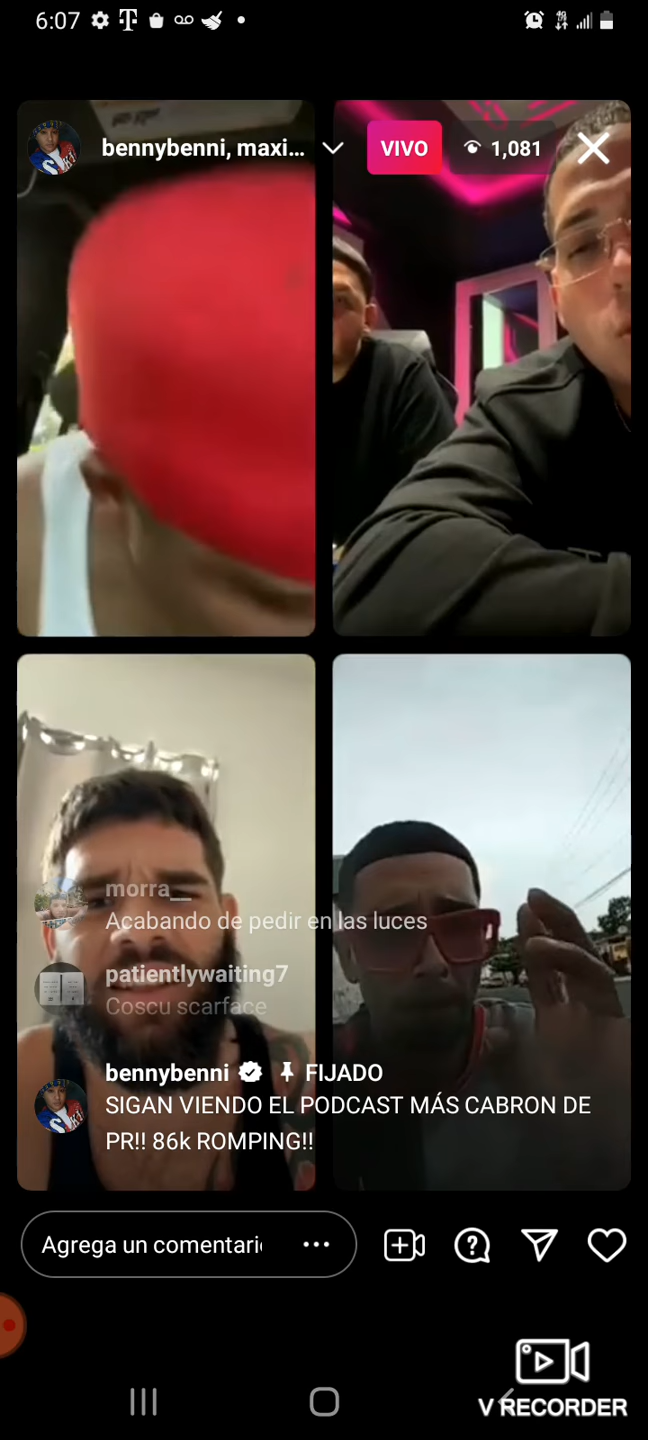 6:07
bennybenni, maxi...
VIVO
1,081
morra__
Acabando de pedir en las luces
patientlywaiting7
Coscu scarface
bennybenni FIJADO
SIGAN VIENDO EL PODCAST MÁS CABRON DE
PR!! 86k ROMPING!!
Agrega un comentari
V RECORDER